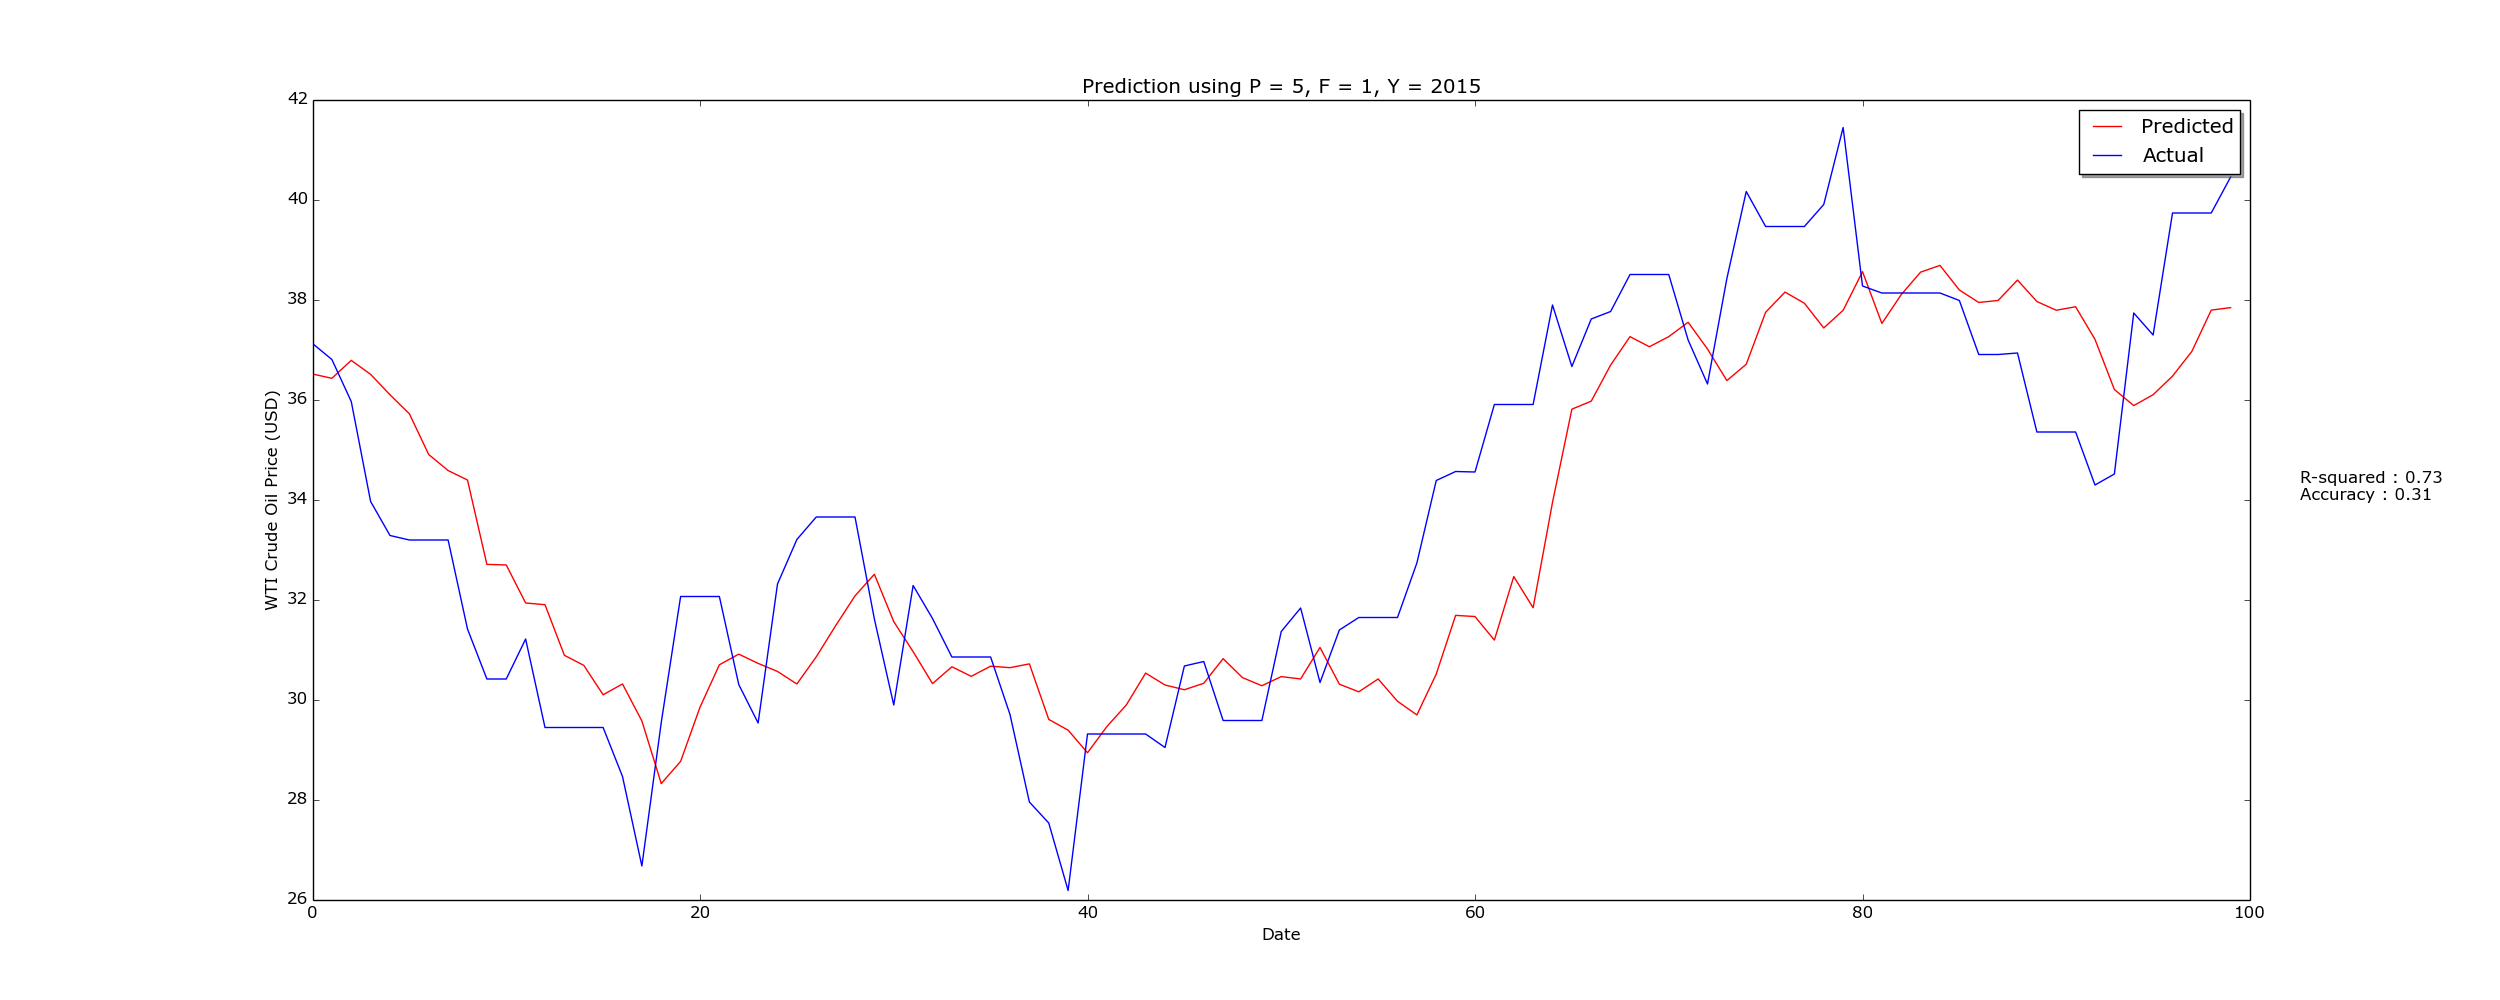 Prediction using P = 5, F = 1, Y = 2015
42
40
38
36
34
32
30
28
26
WTI Crude Oil Price (USD)
Predicted
Actual
R-squared : 0.73
Accuracy : 0.31
0 20 40 60 80 100
Date